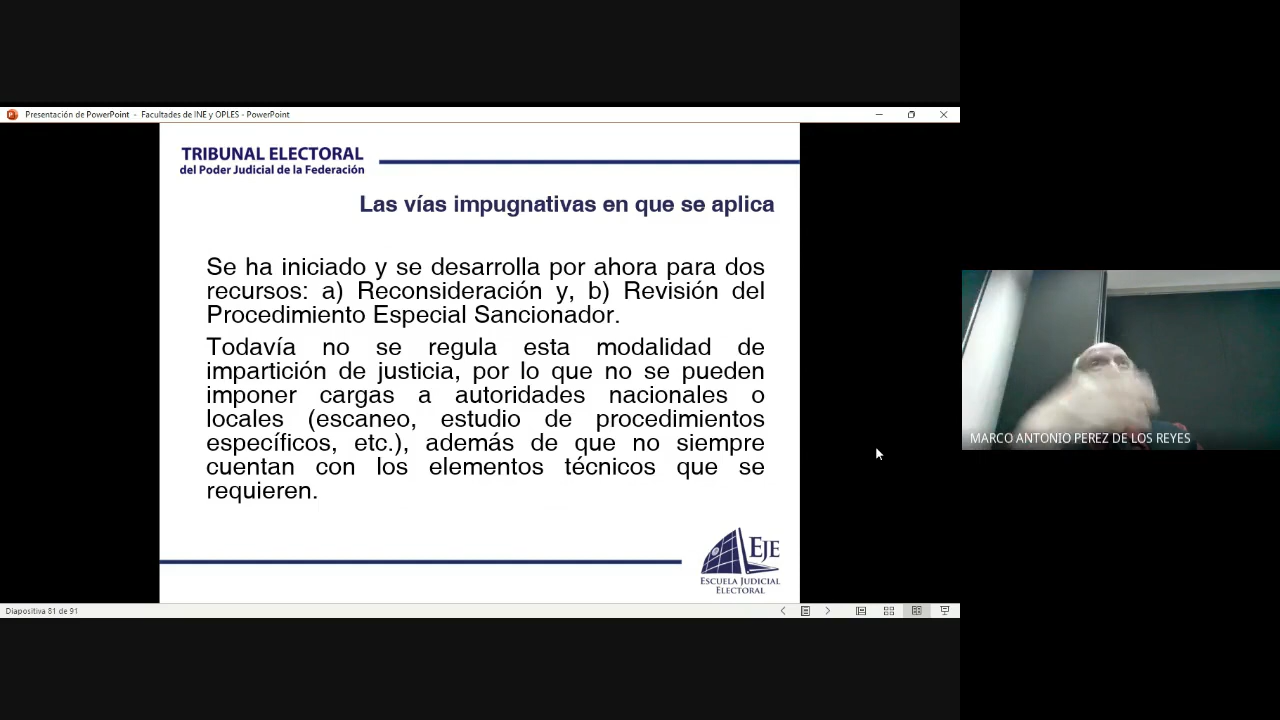 Presentación de PowerPoint - Facultades de INE y OPLES - PowerPoint
TRIBUNAL ELECTORAL
del Poder Judicial de la Federación
Las vías impugnativas en que se aplica
Se ha iniciado y se desarrolla por ahora para dos
recursos: a) Reconsideración y, b) Revisión del
Procedimiento Especial Sancionador.
Todavía no se regula esta modalidad de
impartición de justicia, por lo que no se pueden
imponer cargas a autoridades nacionales o
locales (escaneo, estudio de procedimientos
específicos, etc.), además de que no siempre
cuentan con los elementos técnicos que se
requieren.
EJE
ESCUELA JUDICIAL
ELECTORAL
Diapositiva 81 de 91
MARCO ANTONIO PEREZ DE LOS REYES